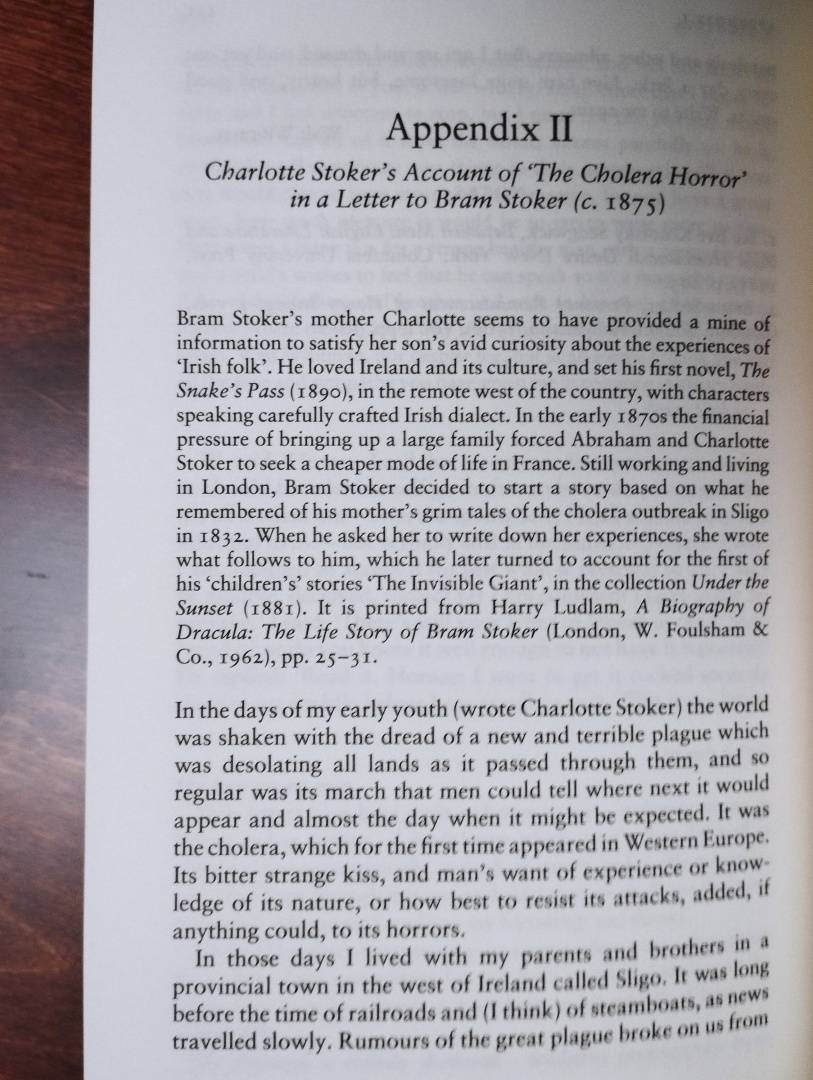 Appendix II
Charlotte Stoker's Account of 'The Cholera Horror'
in a Letter to Bram Stoker (c. 1875)
Bram Stoker's mother Charlotte seems to have provided a mine of
information to satisfy her son's avid curiosity about the experiences of
'Irish folk'. He loved Ireland and its culture, and set his first novel, The
Snake's Pass (1890), in the remote west of the country, with characters
speaking carefully crafted Irish dialect. In the early 1870s the financial
pressure of bringing up a large family forced Abraham and Charlotte
Stoker to seek a cheaper mode of life in France. Still working and living
in London, Bram Stoker decided to start a story based on what he
remembered of his mother's grim tales of the cholera outbreak in Sligo
in 1832. When he asked her to write down her experiences, she wrote
what follows to him, which he later turned to account for the first of
his 'children's' stories 'The Invisible Giant', in the collection Under the
Sunset (1881). It is printed from Harry Ludlam, A Biography of
Dracula: The Life Story of Bram Stoker (London, W. Foulsham &
Co., 1962), pp. 25–31.
In the days of my early youth (wrote Charlotte Stoker) the world
was shaken with the dread of a new and terrible plague which
was desolating all lands as it passed through them, and so
regular was its march that men could tell where next it would
appear and almost the day when it might be expected. It was
the cholera, which for the first time appeared in Western Europe.
Its bitter strange kiss, and man's want of experience or know-
ledge of its nature, or how best to resist its attacks, added, if
anything could, to its horrors.
In those days I lived with my parents and brothers in a
provincial town in the west of Ireland called Sligo. It was long
before the time of railroads and (I think) of steamboats, as news
travelled slowly. Rumours of the great plague broke on us from